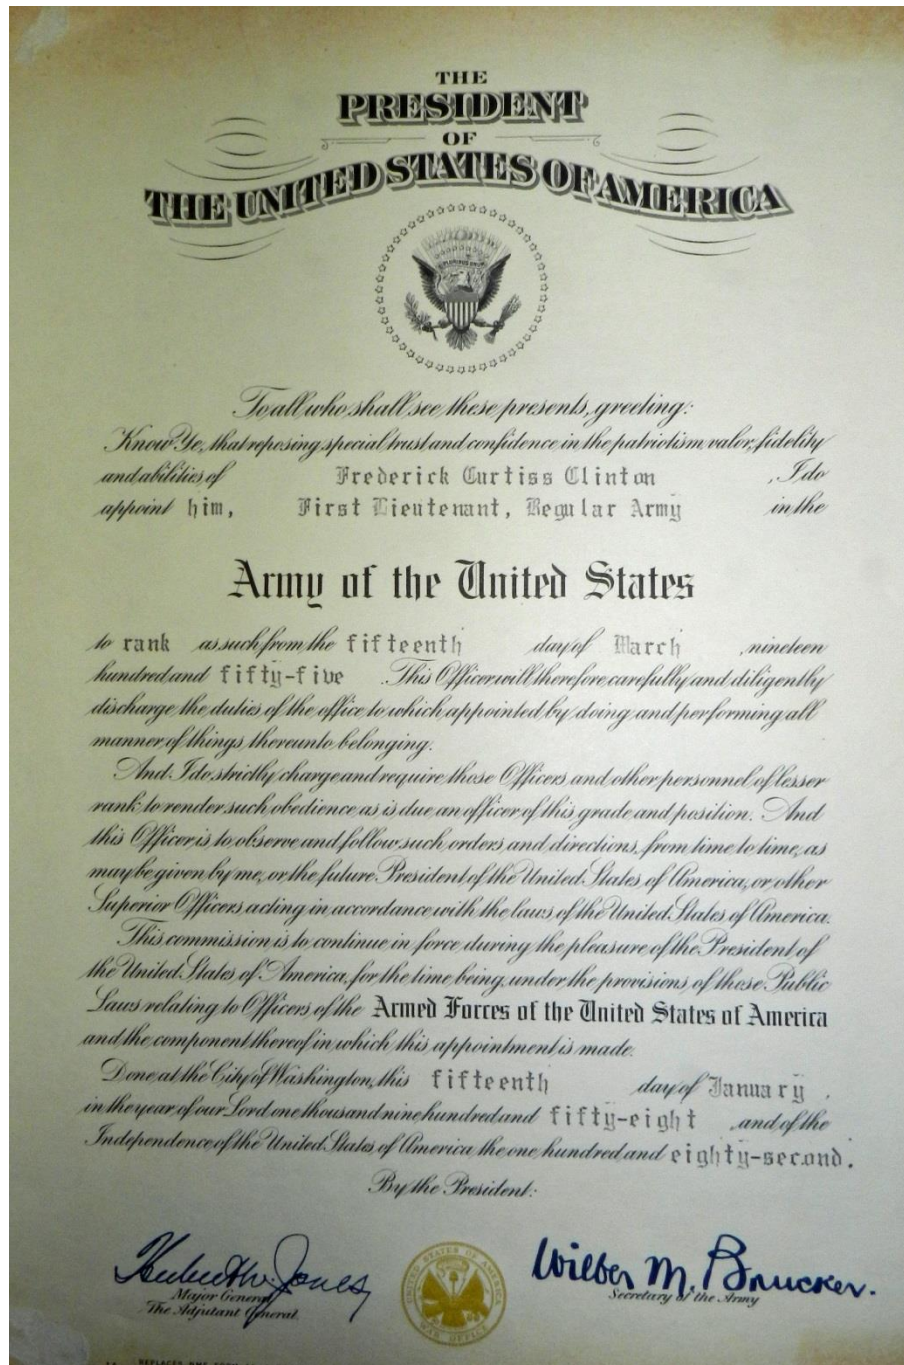 THE
PRESIDENT
OF
THE UNITED STATES OF AMERICA
To all who shall see these presents, greeting:
Know Ye, that reposing special trust and confidence in the patriotism, valor, fidelity
and abilities of Frederick Curtiss Clinton , I do
appoint him, First Lieutenant, Regular Army in the
Army of the United States
to rank as such from the fifteenth day of March , nineteen
hundred and fifty-five . This Officer will therefore carefully and diligently
discharge the duties of the office to which appointed by doing and performing all
manner of things thereunto belonging.
And I do strictly charge and require those Officers and other personnel of lesser
rank to render such obedience as is due an officer of this grade and position. And
this Officer is to observe and follow such orders and directions, from time to time, as
may be given by me, or the future President of the United States of America, or other
Superior Officers acting in accordance with the laws of the United States of America.
This commission is to continue in force during the pleasure of the President of
the United States of America, for the time being, under the provisions of those Public
Laws relating to Officers of the Armed Forces of the United States of America
and the component thereof in which this appointment is made.
Done at the City of Washington, this fifteenth day of January ,
in the year of our Lord one thousand nine hundred and fifty-eight , and of the
Independence of the United States of America the one hundred and eighty-second.
By the President:
Herbert M. Jones
Major General
The Adjutant General
UNITED STATES OF AMERICA
WAR OFFICE
Wilber M. Brucker.
Secretary of the Army